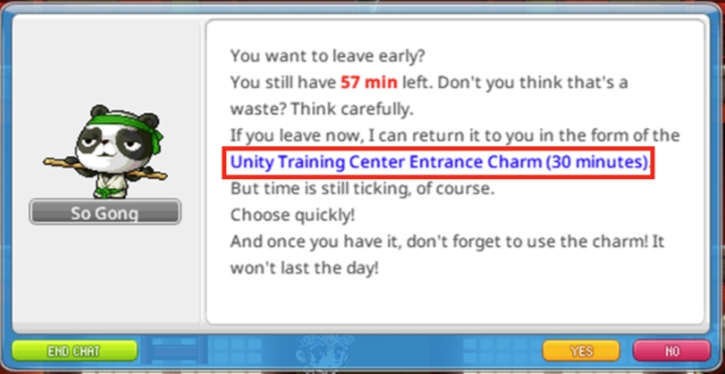 You want to leave early?
You still have 57 min left. Don't you think that's a
waste? Think carefully.
If you leave now, I can return it to you in the form of the
Unity Training Center Entrance Charm (30 minutes).
But time is still ticking, of course.
Choose quickly!
And once you have it, don't forget to use the charm! It
won't last the day!
So Gong
END CHAT
YES
NO